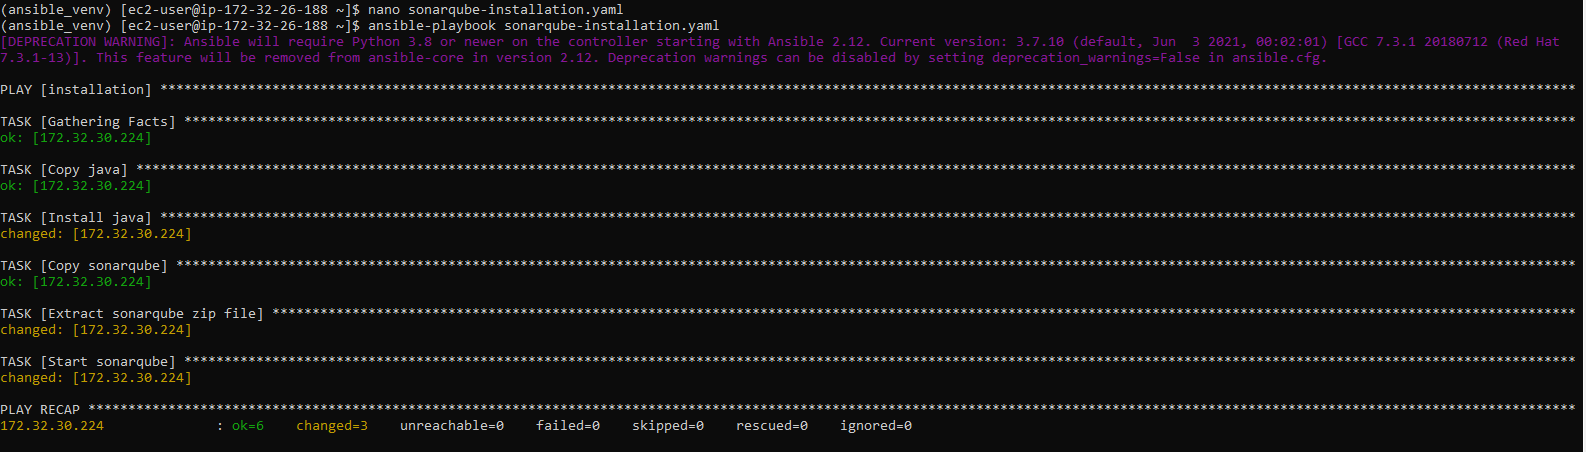 (ansible_venv) [ec2-user@ip-172-32-26-188 ~]$ nano sonarqube-installation.yaml
(ansible_venv) [ec2-user@ip-172-32-26-188 ~]$ ansible-playbook sonarqube-installation.yaml
[DEPRECATION WARNING]: Ansible will require Python 3.8 or newer on the controller starting with Ansible 2.12. Current version: 3.7.10 (default, Jun  3 2021, 00:02:01) [GCC 7.3.1 20180712 (Red Hat
7.3.1-13)]. This feature will be removed from ansible-core in version 2.12. Deprecation warnings can be disabled by setting deprecation_warnings=False in ansible.cfg.
PLAY [installation] *********************************************************************************************************************************************************************************
TASK [Gathering Facts] ******************************************************************************************************************************************************************************
ok: [172.32.30.224]
TASK [Copy java] ************************************************************************************************************************************************************************************
ok: [172.32.30.224]
TASK [Install java] *********************************************************************************************************************************************************************************
changed: [172.32.30.224]
TASK [Copy sonarqube] *******************************************************************************************************************************************************************************
ok: [172.32.30.224]
TASK [Extract sonarqube zip file] *******************************************************************************************************************************************************************
changed: [172.32.30.224]
TASK [Start sonarqube] ******************************************************************************************************************************************************************************
changed: [172.32.30.224]
PLAY RECAP ******************************************************************************************************************************************************************************************
172.32.30.224              : ok=6    changed=3    unreachable=0    failed=0    skipped=0    rescued=0    ignored=0